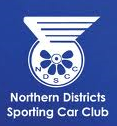 NDSCC
Northern Districts
Sporting Car Club